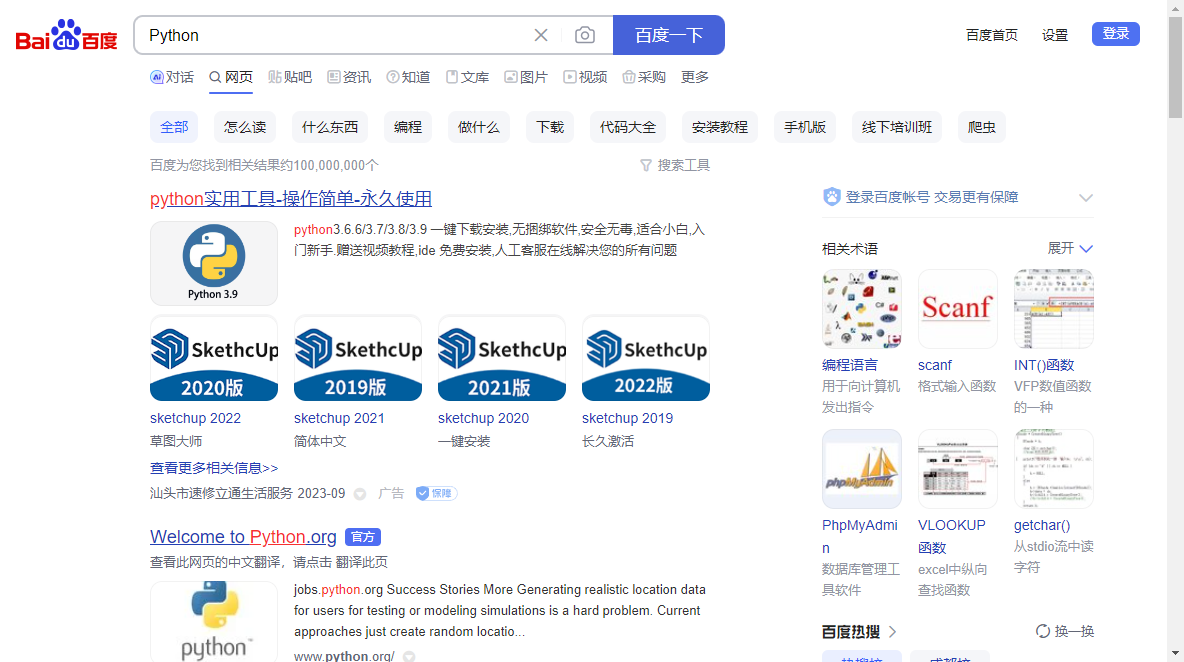 Bai du 百度
Python
百度一下
百度首页 设置 登录
对话 网页 贴吧 资讯 知道 文库 图片 视频 采购 更多
全部 怎么读 什么东西 编程 做什么 下载 代码大全 安装教程 手机版 线下培训班 爬虫
百度为您找到相关结果约100,000,000个
搜索工具
python实用工具-操作简单-永久使用
Python 3.9
python3.6.6/3.7/3.8/3.9 一键下载安装,无捆绑软件,安全无毒,适合小白,入
门新手.赠送视频教程,ide 免费安装,人工客服在线解决您的所有问题
SkethcUp SkethcUp SkethcUp SkethcUp
2020版 2019版 2021版 2022版
sketchup 2022 sketchup 2021 sketchup 2020 sketchup 2019
草图大师 简体中文 一键安装 长久激活
查看更多相关信息>>
汕头市速修立通生活服务 2023-09 广告 保障
Welcome to Python.org 官方
查看此网页的中文翻译，请点击 翻译此页
python
jobs.python.org Success Stories More Generating realistic location data
for users for testing or modeling simulations is a hard problem. Current
approaches just create random locatio...
www.python.org/
登录百度帐号 交易更有保障
相关术语 展开
Scanf
编程语言 scanf INT()函数
用于向计算机 格式输入函数 VFP数值函数
发出指令 的一种
phpMyAdmin
PhpMyAdmi VLOOKUP getchar()
n 函数 从stdio流中读
数据库管理工 excel中纵向 字符
具软件 查找函数
百度热搜 换一换